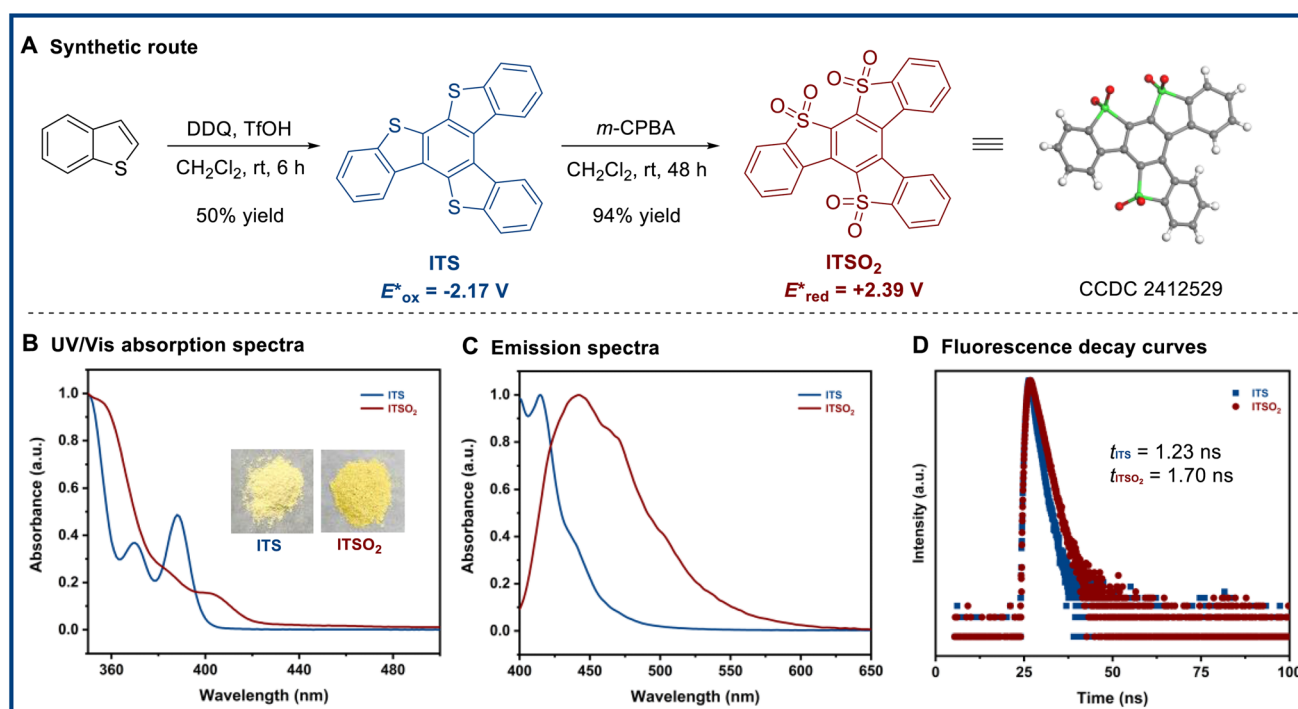 A Synthetic route
S
DDQ, TfOH
CH₂Cl₂, rt, 6 h
50% yield
S
S
S
ITS
E*ox = -2.17 V
m-CPBA
CH₂Cl₂, rt, 48 h
94% yield
O O
S
O O
S
S
O
O
ITSO₂
E*red = +2.39 V
CCDC 2412529
B UV/Vis absorption spectra
Absorbance (a.u.)
1.0
0.8
0.6
0.4
0.2
0.0
ITS
ITSO₂
ITS ITSO₂
360 400 440 480
Wavelength (nm)
C Emission spectra
Absorbance (a.u.)
1.0
0.8
0.6
0.4
0.2
0.0
ITS
ITSO₂
400 450 500 550 600 650
Wavelength (nm)
D Fluorescence decay curves
Intensity (a.u.)
ITS
ITSO₂
tITS = 1.23 ns
tITSO₂ = 1.70 ns
0 25 50 75 100
Time (ns)